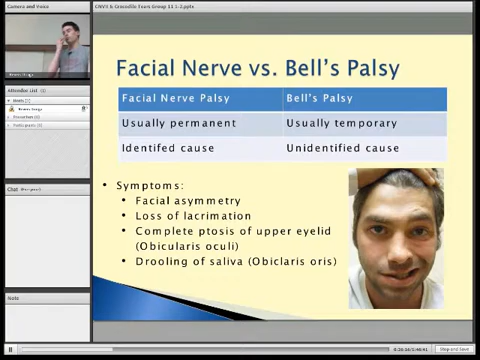 Camera and Voice
CNVII & Crocodile Tears Group 13 1-2.pptx
Attendee List
Chat
Note
Facial Nerve vs. Bell's Palsy
Facial Nerve Palsy Bell's Palsy
Usually permanent Usually temporary
Identifed cause Unidentified cause
• Symptoms:
• Facial asymmetry
• Loss of lacrimation
• Complete ptosis of upper eyelid
(Obicularis oculi)
• Drooling of saliva (Obiclaris oris)
Stop and Save